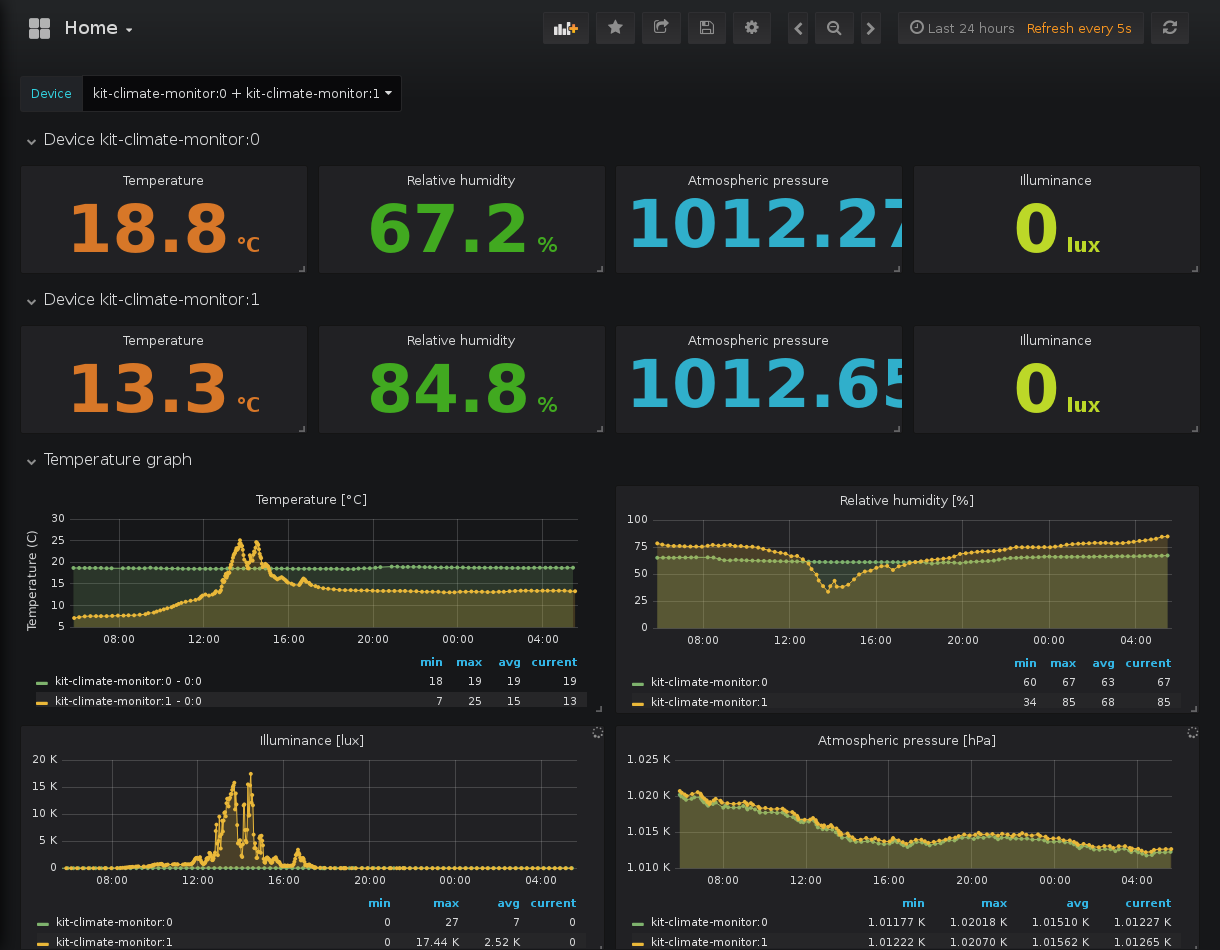 Home
Last 24 hours Refresh every 5s
Device kit-climate-monitor:0 + kit-climate-monitor:1
Device kit-climate-monitor:0
Temperature Relative humidity Atmospheric pressure Illuminance
18.8 °C 67.2 % 1012.27 0 lux
Device kit-climate-monitor:1
Temperature Relative humidity Atmospheric pressure Illuminance
13.3 °C 84.8 % 1012.65 0 lux
Temperature graph
Temperature [°C]
Temperature (C)
30
25
20
15
10
5
08:00 12:00 16:00 20:00 00:00 04:00
min max avg current
kit-climate-monitor:0 - 0:0 18 19 19 19
kit-climate-monitor:1 - 0:0 7 25 15 13
Relative humidity [%]
100
75
50
25
0
08:00 12:00 16:00 20:00 00:00 04:00
min max avg current
kit-climate-monitor:0 60 67 63 67
kit-climate-monitor:1 34 85 68 85
Illuminance [lux]
20 K
15 K
10 K
5 K
0
08:00 12:00 16:00 20:00 00:00 04:00
min max avg current
kit-climate-monitor:0 0 27 7 0
kit-climate-monitor:1 0 17.44 K 2.52 K 0
Atmospheric pressure [hPa]
1.025 K
1.020 K
1.015 K
1.010 K
08:00 12:00 16:00 20:00 00:00 04:00
min max avg current
kit-climate-monitor:0 1.01177 K 1.02018 K 1.01510 K 1.01227 K
kit-climate-monitor:1 1.01222 K 1.02070 K 1.01562 K 1.01265 K